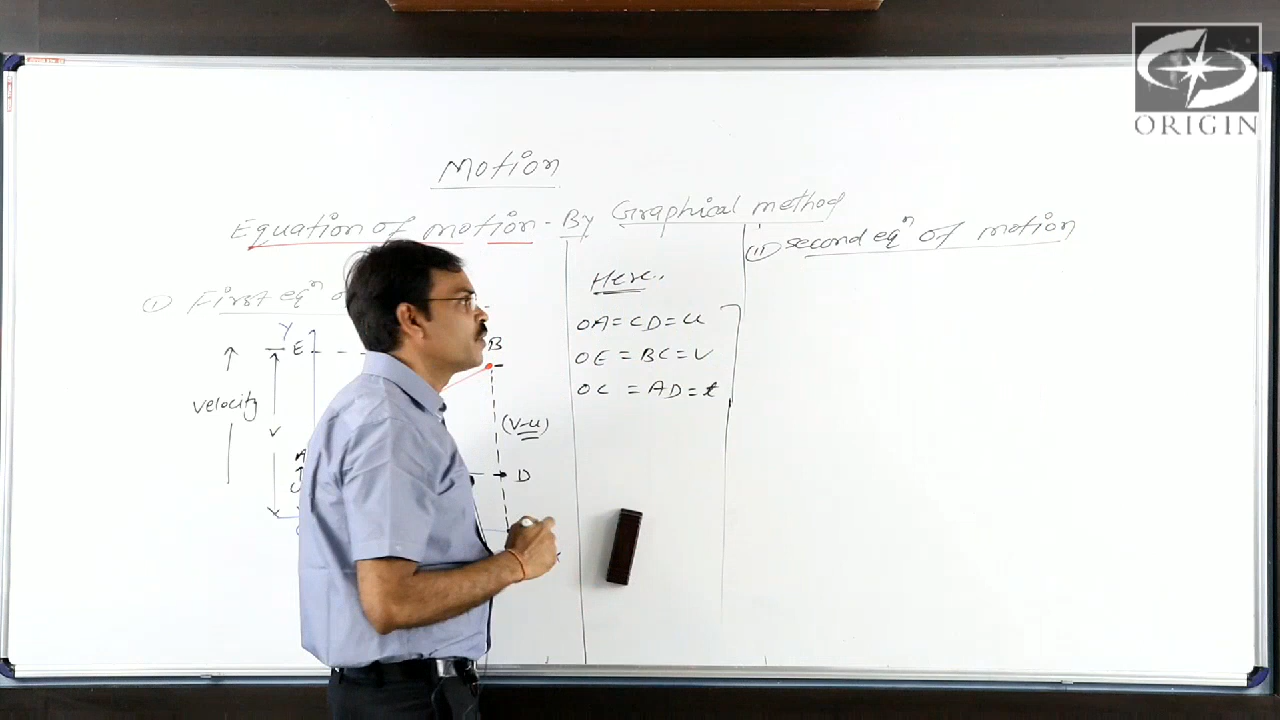 ORIGIN
Motion
Equation of motion - By Graphical method
(i) First eqⁿ
(ii) second eqⁿ of motion
Here..
OA = CD = u
OE = BC = v
OC = AD = t
Y
E
B
velocity
v
(v-u)
A
D